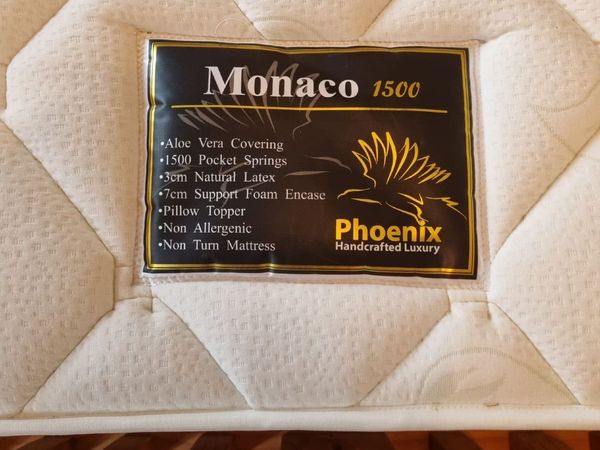 Monaco 1500
•Aloe Vera Covering
•1500 Pocket Springs
•3cm Natural Latex
•7cm Support Foam Encase
•Pillow Topper
•Non Allergenic
•Non Turn Mattress
Phoenix
Handcrafted Luxury